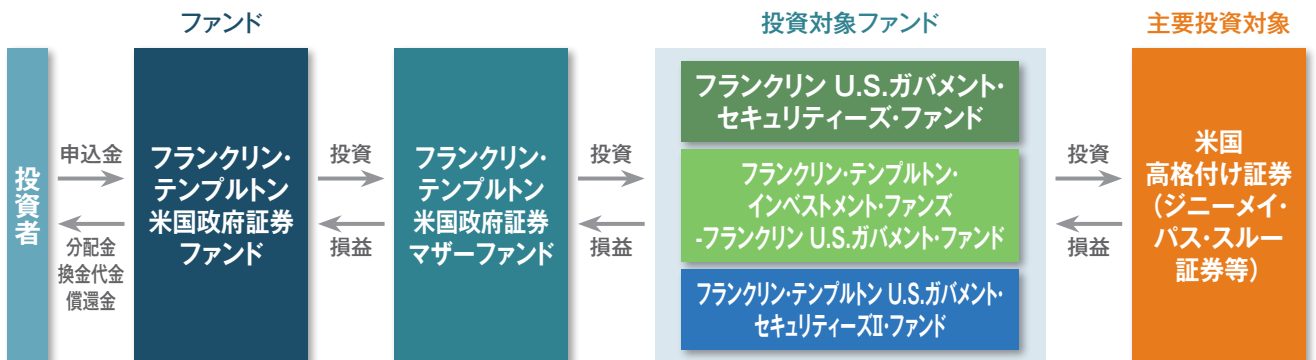 ファンド
投資対象ファンド
主要投資対象
投資者
申込金
分配金
換金代金
償還金
フランクリン・
テンプルトン
米国政府証券
ファンド
投資
損益
フランクリン・
テンプルトン
米国政府証券
マザーファンド
投資
損益
フランクリン U.S.ガバメント・
セキュリティーズ・ファンド
フランクリン・テンプルトン・
インベストメント・ファンズ
-フランクリン U.S.ガバメント・ファンド
フランクリン・テンプルトン U.S.ガバメント・
セキュリティーズⅡ・ファンド
投資
損益
米国
高格付け証券
（ジニーメイ・
パス・スルー
証券等）